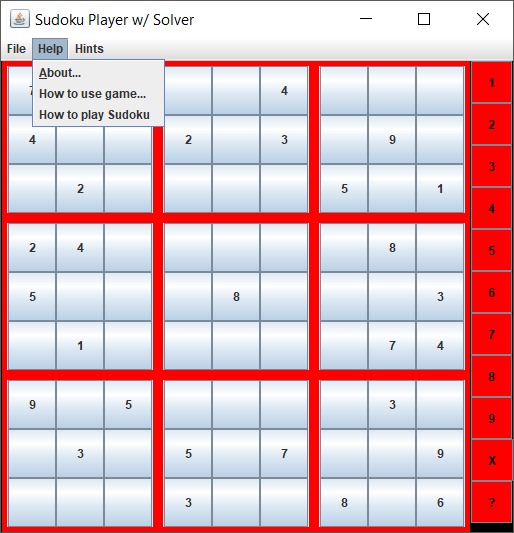 Sudoku Player w/ Solver
File Help Hints
About...
How to use game...
How to play Sudoku
4 1
4 2 3 9 2
2 5 1 3
4
2 4 8 5
5 8 3 6
1 7 4 7
8
9 5 3 9
3 5 7 9 X
3 8 6 ?